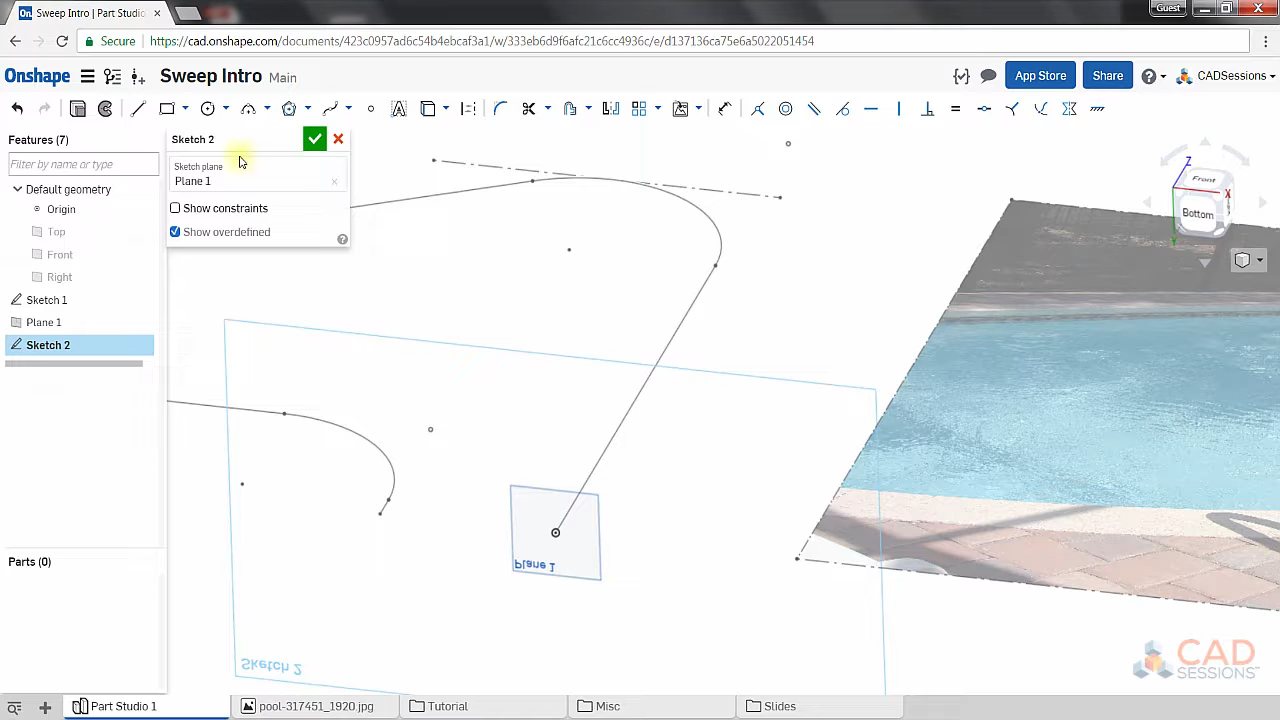 On Sweep Intro | Part Studio ×
Guest
Secure
https://cad.onshape.com/documents/423c0957ad6c54b4ebcaf3a1/w/333eb6d9f6afc21c6cc4936c/e/d137136ca75e6a5022051454
Onshape
Sweep Intro Main
App Store
Share
CADSessions
Features (7)
Filter by name or type
Default geometry
Origin
Top
Front
Right
Sketch 1
Plane 1
Sketch 2
Parts (0)
Sketch 2
Sketch plane
Plane 1
Show constraints
Show overdefined
Z
Front
X
Bottom
Y
Plane 1
Sketch 2
CAD
SESSIONS
Part Studio 1
pool-317451_1920.jpg
Tutorial
Misc
Slides